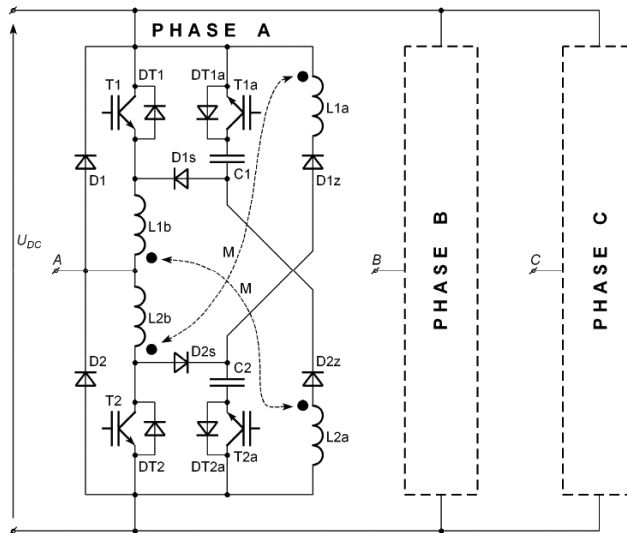 PHASE A
DT1
DT1a
T1
T1a
L1a
D1s
D1
C1
D1z
L1b
U_DC
A
M
B
C
PHASE B
PHASE C
M
L2b
D2s
D2
C2
D2z
T2
L2a
DT2
DT2a
T2a